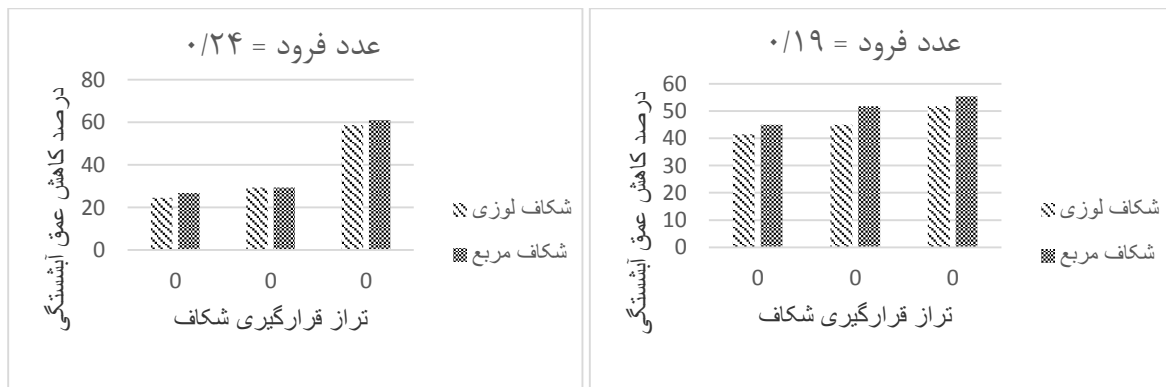 عدد فرود = ۰/۱۹
درصد کاهش عمق آبشستگی
60
50
40
30
20
10
0
0 0 0
تراز قرارگیری شکاف
شکاف لوزی
شکاف مربع
عدد فرود = ۰/۲۴
درصد کاهش عمق آبشستگی
80
60
40
20
0
0 0 0
تراز قرارگیری شکاف
شکاف لوزی
شکاف مربع